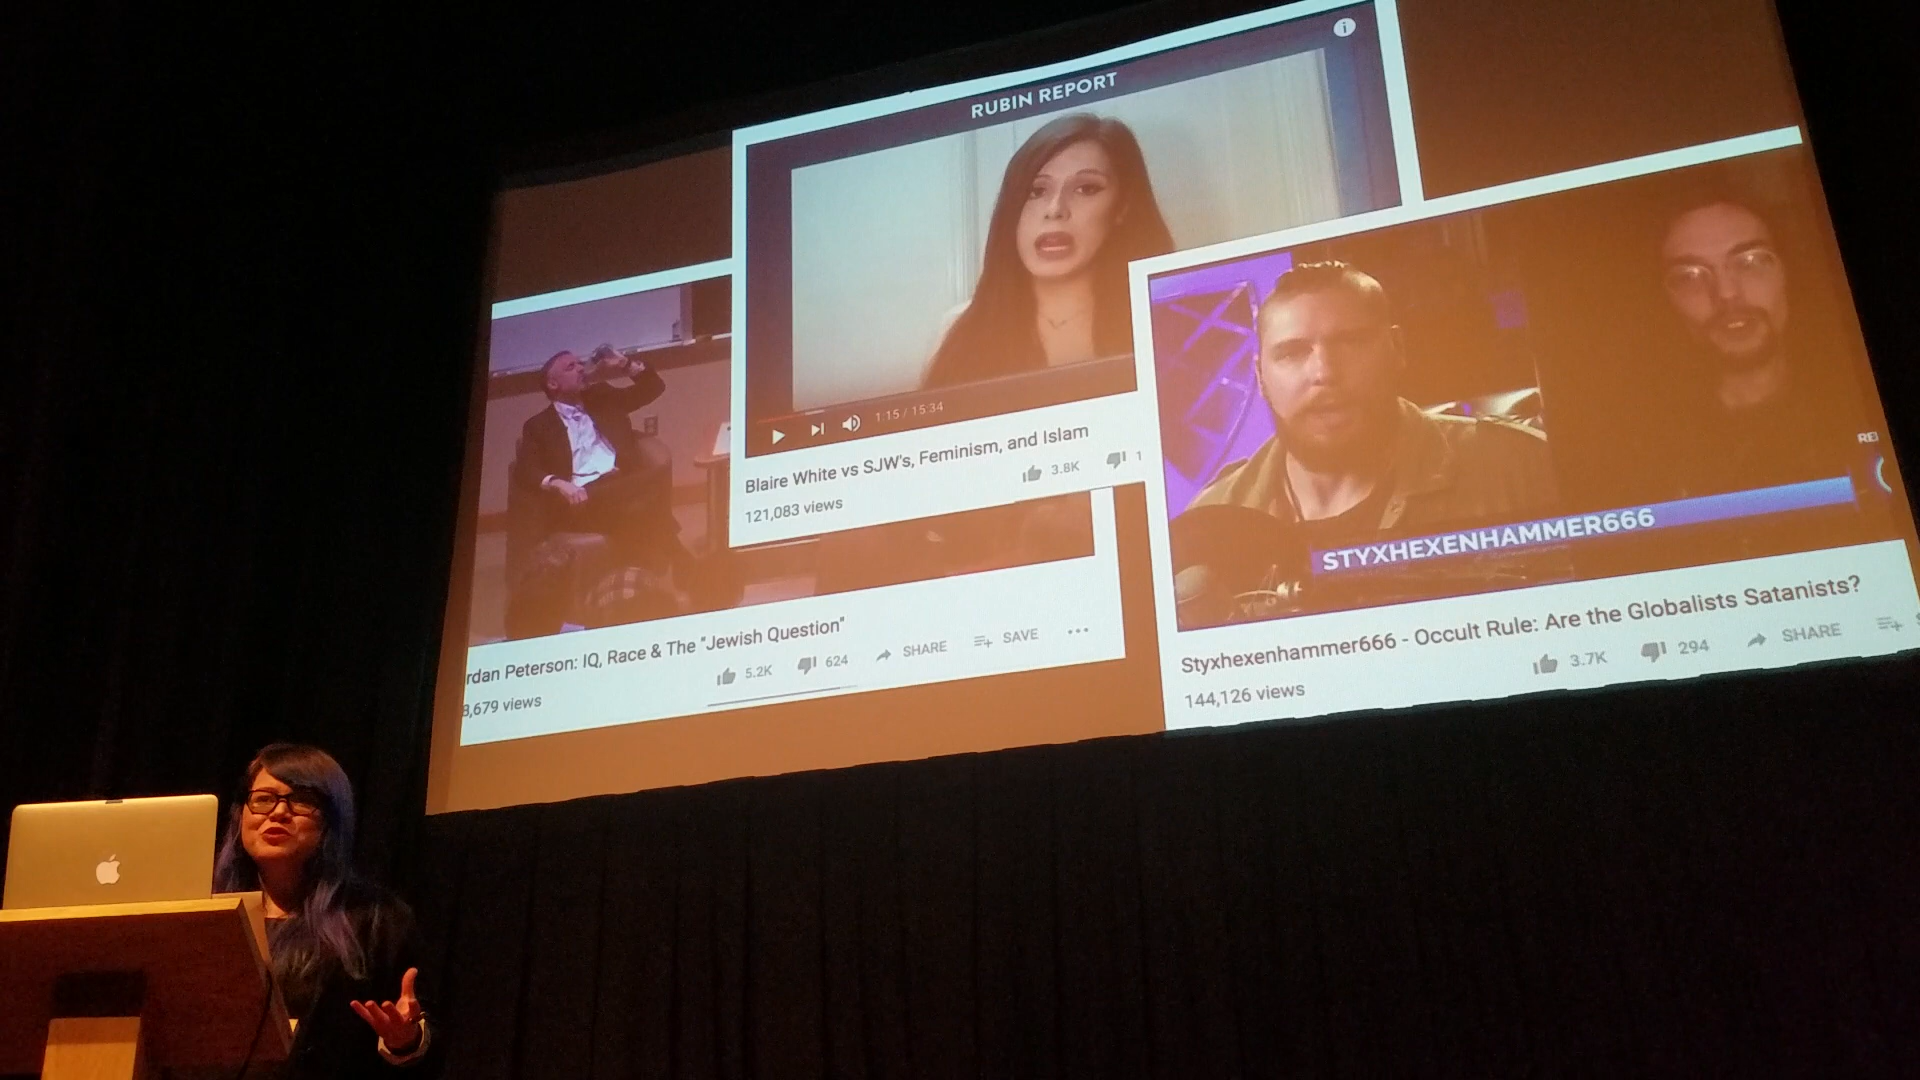 RUBIN REPORT
1:15 / 15:34
Blaire White vs SJW's, Feminism, and Islam
121,083 views
3.8K
1
rdan Peterson: IQ, Race & The "Jewish Question"
8,679 views
5.2K 624 SHARE SAVE
REI
STYXHEXENHAMMER666
Styxhexenhammer666 - Occult Rule: Are the Globalists Satanists?
144,126 views
3.7K 294 SHARE S